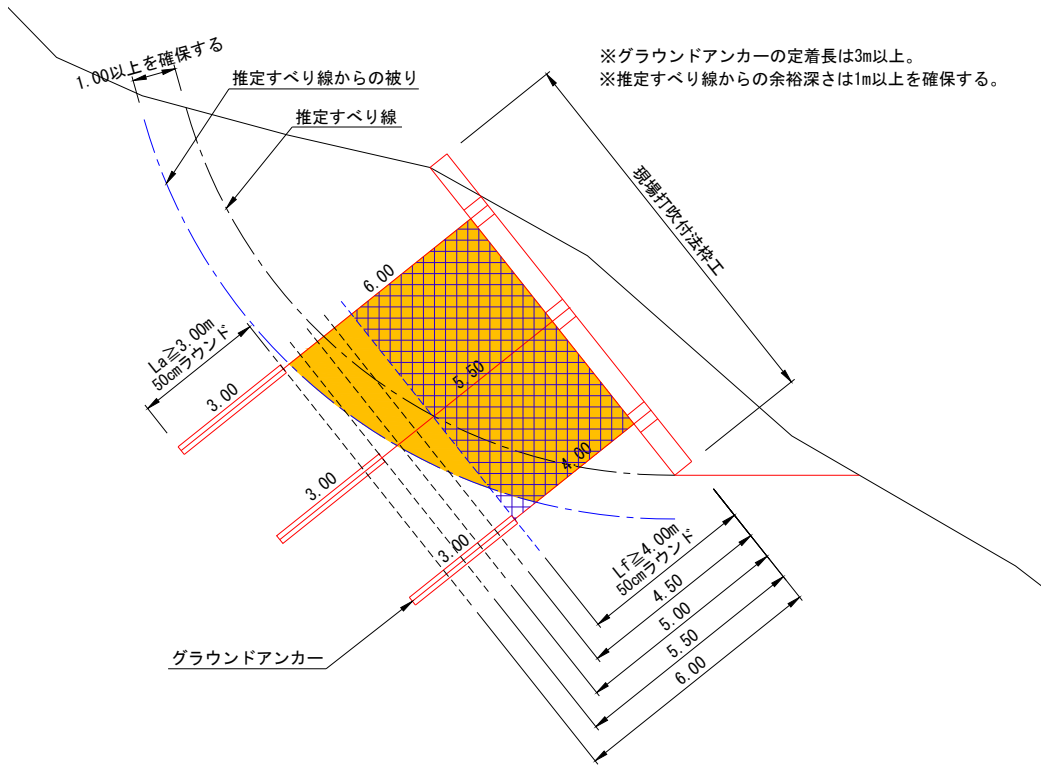 ※グラウンドアンカーの定着長は3m以上。
※推定すべり線からの余裕深さは1m以上を確保する。
1.00以上を確保する
推定すべり線からの被り
推定すべり線
現場打吹付法枠工
6.00
5.50
4.00
La≧3.00m
50cmラウンド
3.00
3.00
3.00
Lf≧4.00m
50cmラウンド
4.50
5.00
5.50
6.00
グラウンドアンカー